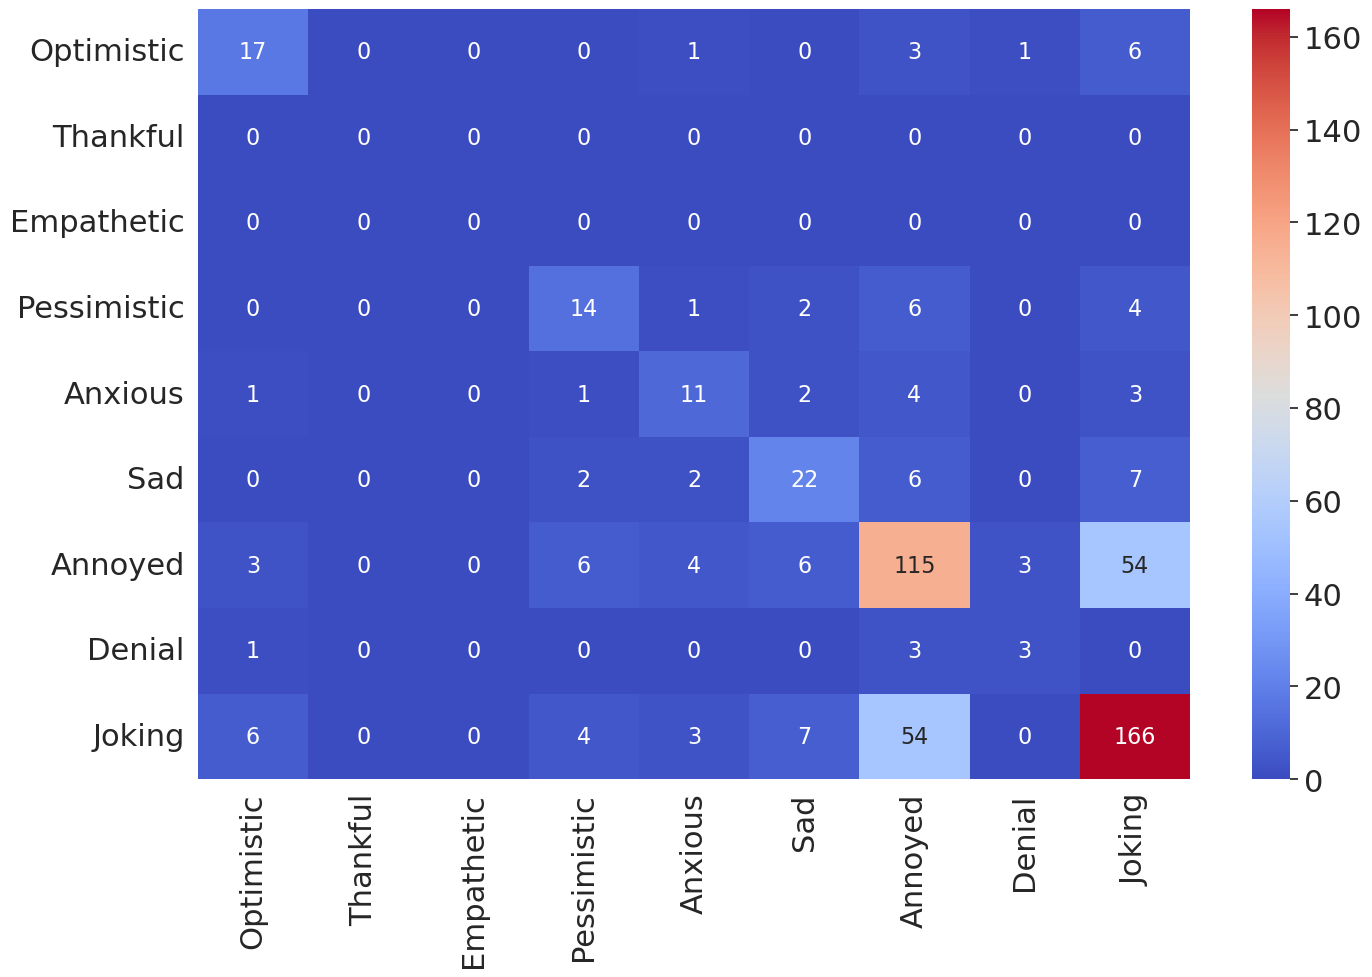 Optimistic 17 0 0 0 1 0 3 1 6
Thankful 0 0 0 0 0 0 0 0 0
Empathetic 0 0 0 0 0 0 0 0 0
Pessimistic 0 0 0 14 1 2 6 0 4
Anxious 1 0 0 1 11 2 4 0 3
Sad 0 0 0 2 2 22 6 0 7
Annoyed 3 0 0 6 4 6 115 3 54
Denial 1 0 0 0 0 0 3 3 0
Joking 6 0 0 4 3 7 54 0 166
Optimistic
Thankful
Empathetic
Pessimistic
Anxious
Sad
Annoyed
Denial
Joking
160
140
120
100
80
60
40
20
0